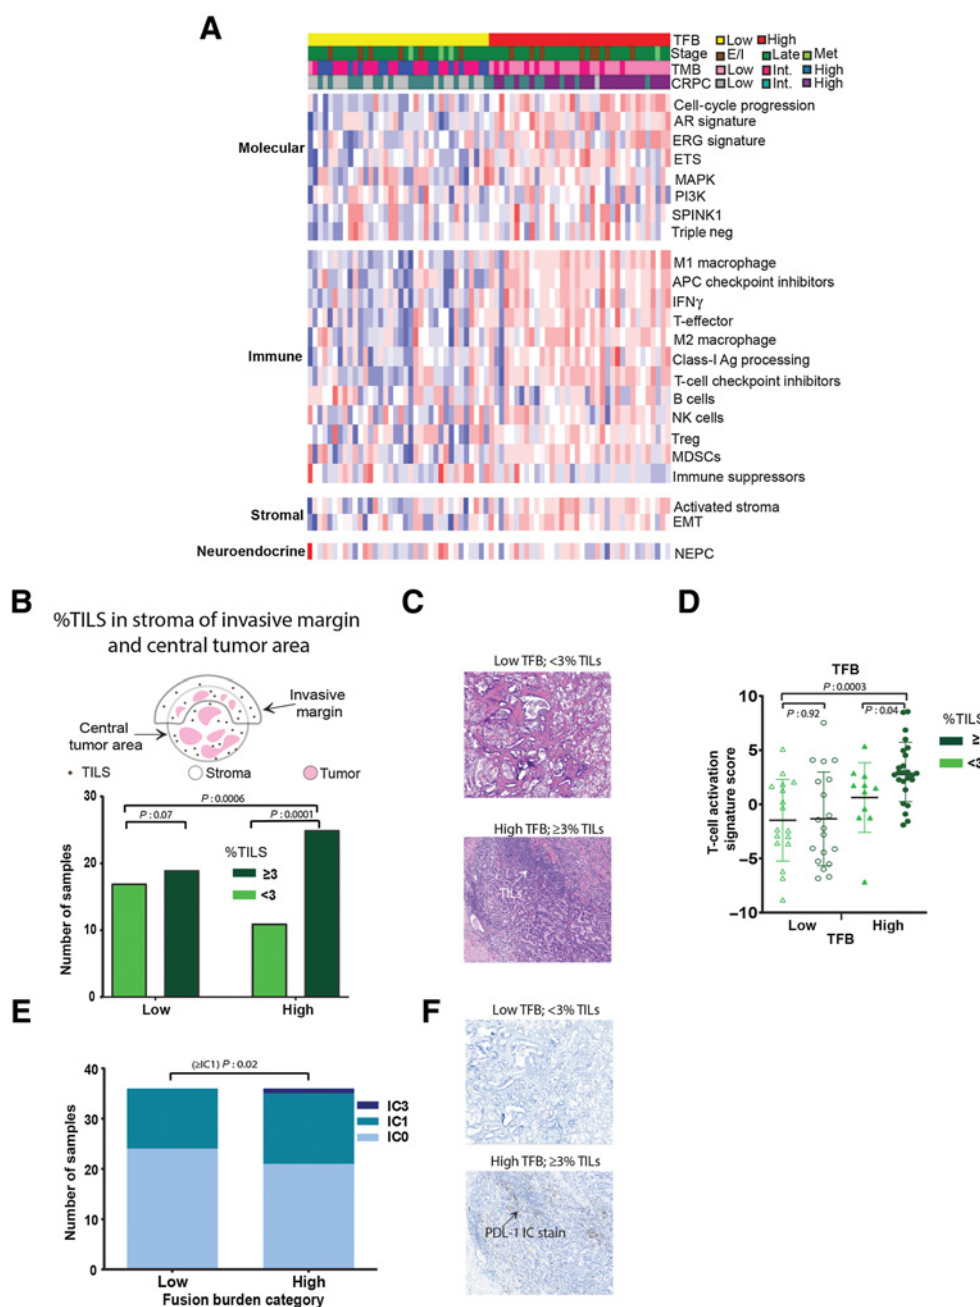 A
TFB Low High
Stage E/I Late Met
TMB Low Int. High
CRPC Low Int. High
Molecular
Cell-cycle progression
AR signature
ERG signature
ETS
MAPK
PI3K
SPINK1
Triple neg
Immune
M1 macrophage
APC checkpoint inhibitors
IFNγ
T-effector
M2 macrophage
Class-I Ag processing
T-cell checkpoint inhibitors
B cells
NK cells
Treg
MDSCs
Immune suppressors
Stromal
Activated stroma
EMT
Neuroendocrine
NEPC
B
%TILS in stroma of invasive margin
and central tumor area
Invasive
margin
Central
tumor area
TILS Stroma Tumor
P : 0.0006
P : 0.07
P : 0.0001
%TILS
≥3
<3
Number of samples
30
20
10
0
Low
High
C
Low TFB; <3% TILs
High TFB; ≥3% TILs
TILs
D
TFB
P : 0.0003
P : 0.92
P : 0.04
%TILS
≥
<3
T-cell activation
signature score
10
5
0
–5
–10
Low
High
TFB
E
(≥IC1) P : 0.02
IC3
IC1
IC0
Number of samples
40
30
20
10
0
Low
High
Fusion burden category
F
Low TFB; <3% TILs
High TFB; ≥3% TILs
PDL-1 IC stain